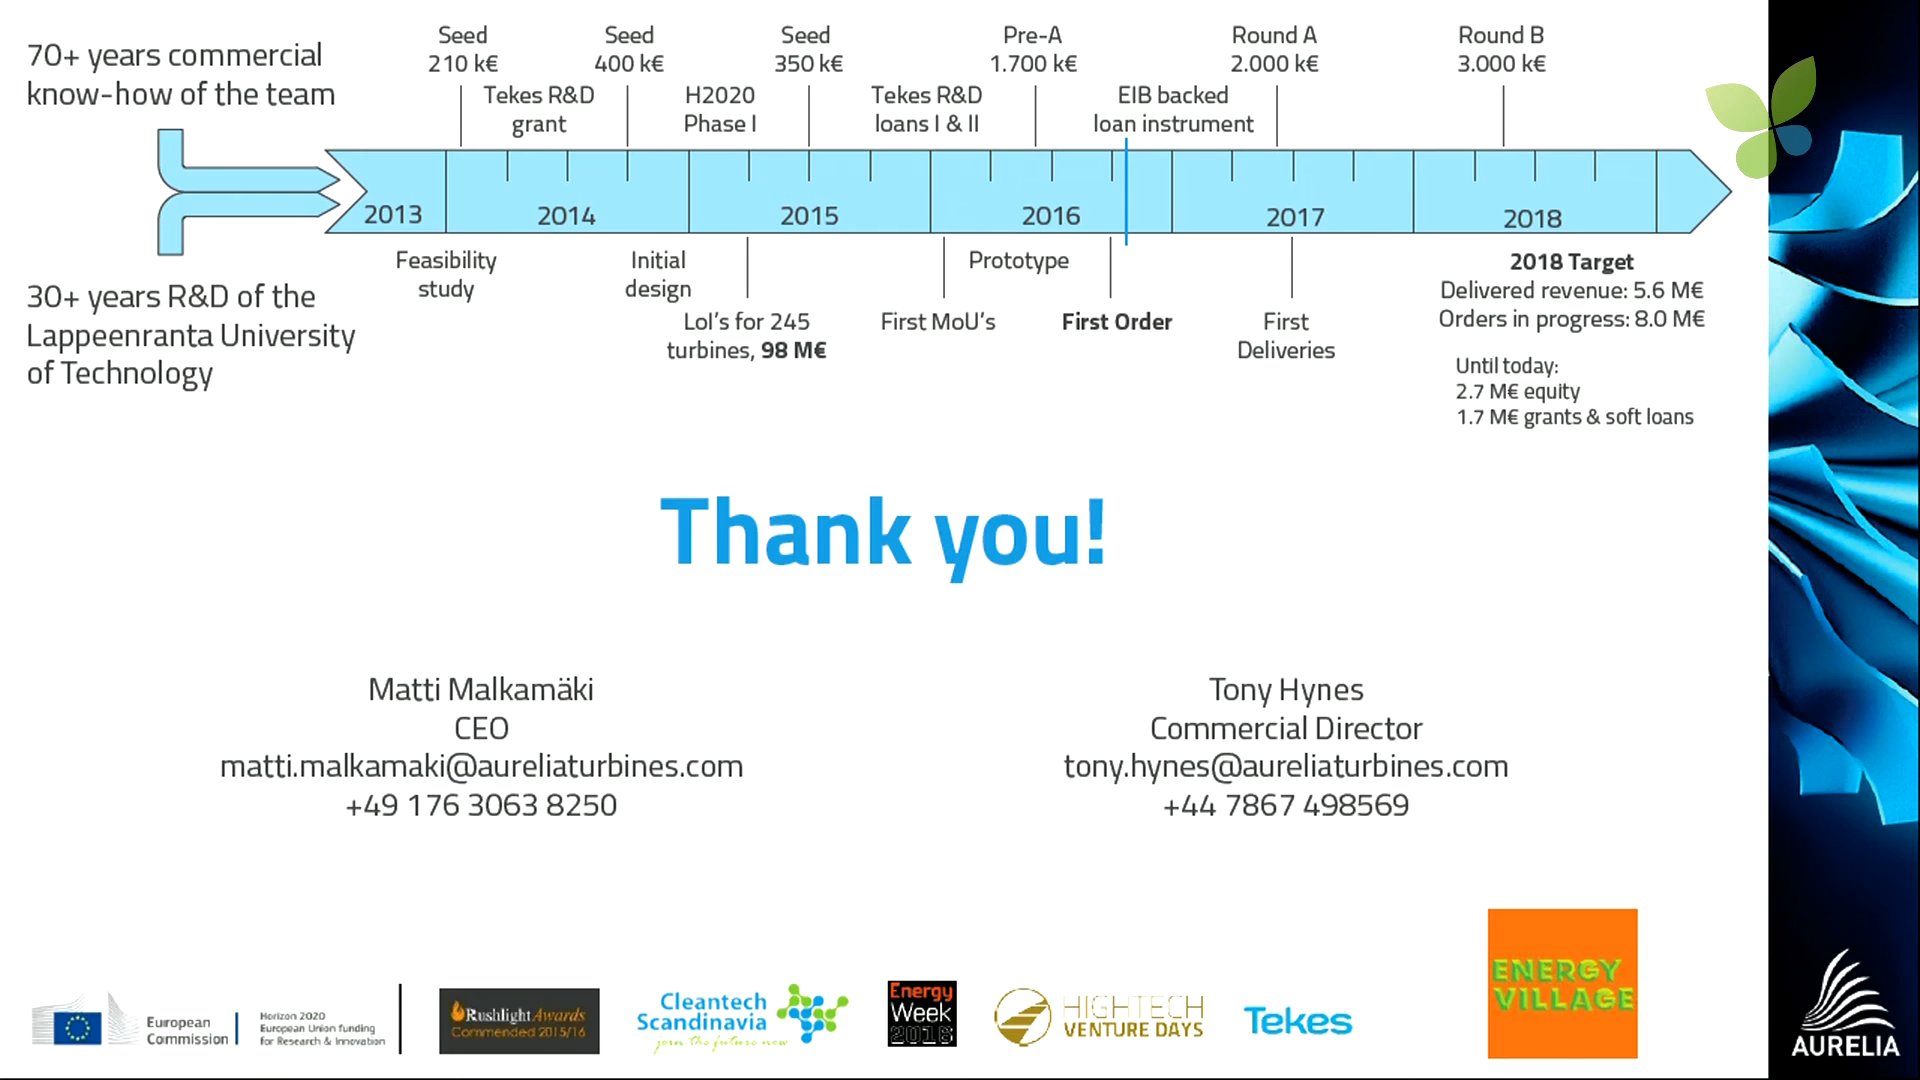 70+ years commercial
know-how of the team
30+ years R&D of the
Lappeenranta University
of Technology
Seed
210 k€
Tekes R&D
grant
Seed
400 k€
H2020
Phase I
Seed
350 k€
Tekes R&D
loans I & II
Pre-A
1.700 k€
EIB backed
loan instrument
Round A
2.000 k€
Round B
3.000 k€
2013
2014
2015
2016
2017
2018
Feasibility
study
Initial
design
LoI's for 245
turbines, 98 M€
First MoU's
Prototype
First Order
First
Deliveries
2018 Target
Delivered revenue: 5.6 M€
Orders in progress: 8.0 M€
Until today:
2.7 M€ equity
1.7 M€ grants & soft loans
Thank you!
Matti Malkamäki
CEO
matti.malkamaki@aureliaturbines.com
+49 176 3063 8250
Tony Hynes
Commercial Director
tony.hynes@aureliaturbines.com
+44 7867 498569
European
Commission
Horizon 2020
European Union funding
for Research & Innovation
Rushlight Awards
Commended 2015/16
Cleantech
Scandinavia
join the future now
Energy
Week
2016
HIGHTECH
VENTURE DAYS
Tekes
ENERGY
VILLAGE
AURELIA